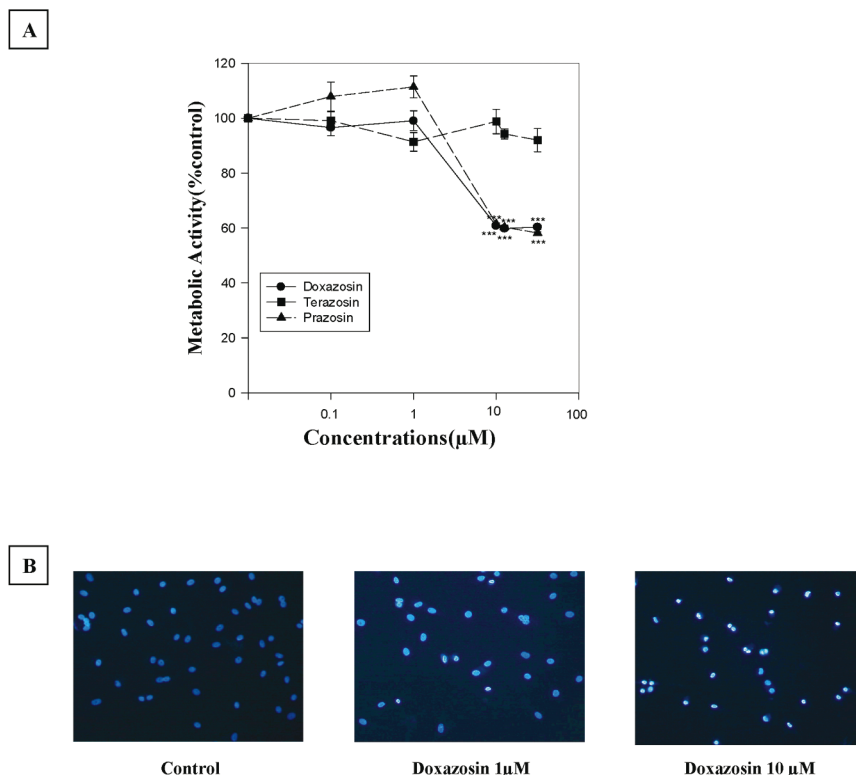 A
120
100
80
60
40
20
0
Metabolic Activity(%control)
***
***
***
***
***
***
Doxazosin
Terazosin
Prazosin
0.1
1
10
100
Concentrations(µM)
B
Control
Doxazosin 1µM
Doxazosin 10 µM